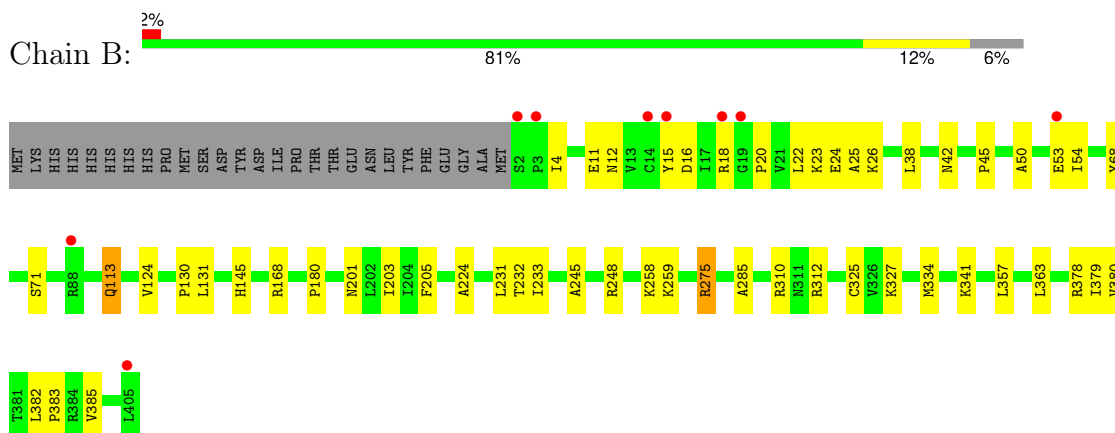 2%
Chain B:
81% 12% 6%
MET LYS HIS HIS HIS HIS HIS HIS PRO MET SER ASP TYR ASP ILE PRO THR THR GLU ASN LEU TYR PHE GLU GLY ALA MET S2 P3 I4 E11 N12 V13 C14 Y15 D16 I17 R18 G19 P20 V21 L22 K23 E24 A25 K26 L38 N42 P45 A50 E53 I54
S71 R88 Q113 V124 P130 L131 H145 R168 P180 N201 L202 I203 I204 F205 A224 L231 T232 I233 A245 R248 K258 K259 R275 A285 R310 N311 R312 C325 V326 K327 M334 K341 L357 L363 R378 I379 V380
T381 L382 P383 R384 V385 L405